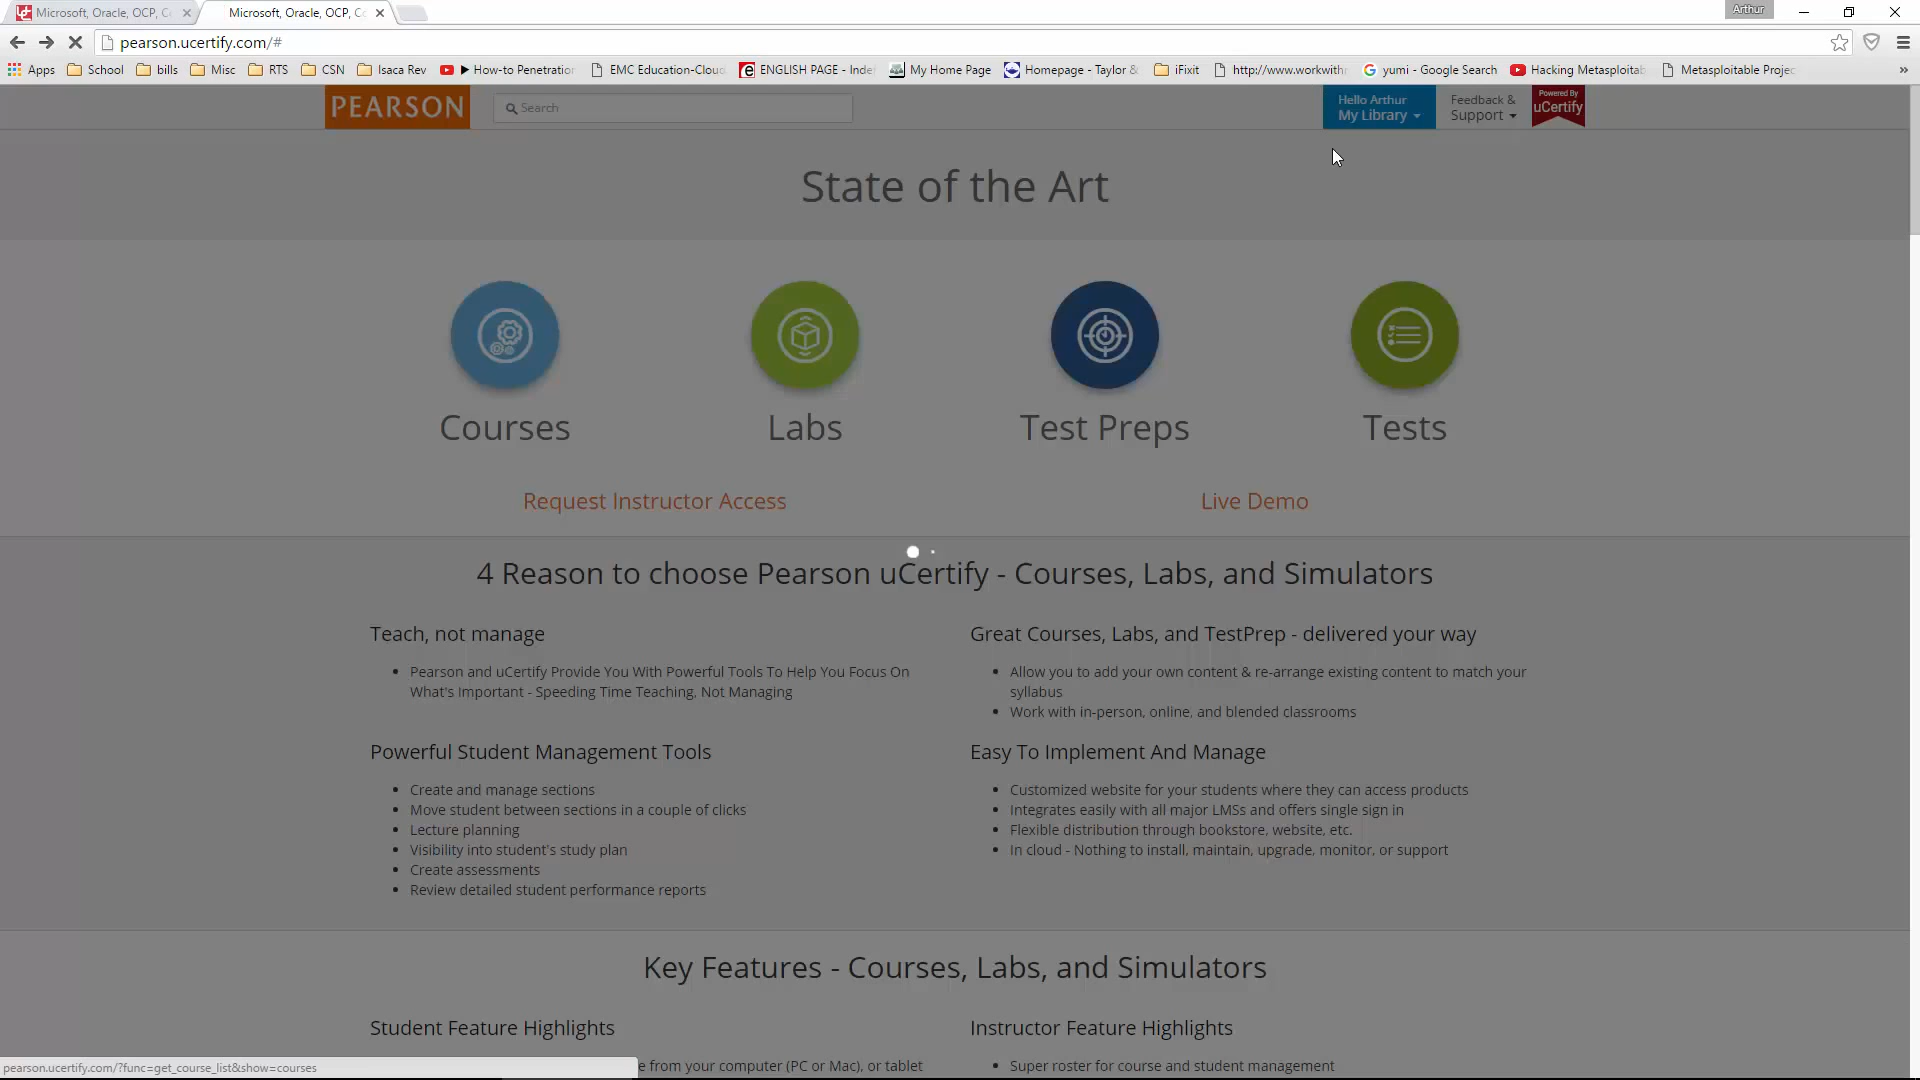 Microsoft, Oracle, OCP, C
Microsoft, Oracle, OCP, C
Arthur
pearson.ucertify.com/#
Apps School bills Misc RTS CSN Isaca Rev ▶ How-to Penetratio EMC Education-Cloud ENGLISH PAGE - Inde My Home Page Homepage - Taylor & iFixit http://www.workwith yumi - Google Search Hacking Metasploitab Metasploitable Projec »
PEARSON
Search
Hello Arthur
My Library
Feedback &
Support
Powered By
uCertify
State of the Art
Courses Labs Test Preps Tests
Request Instructor Access Live Demo
4 Reason to choose Pearson uCertify - Courses, Labs, and Simulators
Teach, not manage
• Pearson and uCertify Provide You With Powerful Tools To Help You Focus On
What's Important - Speeding Time Teaching, Not Managing
Great Courses, Labs, and TestPrep - delivered your way
• Allow you to add your own content & re-arrange existing content to match your
syllabus
• Work with in-person, online, and blended classrooms
Powerful Student Management Tools
• Create and manage sections
• Move student between sections in a couple of clicks
• Lecture planning
• Visibility into student's study plan
• Create assessments
• Review detailed student performance reports
Easy To Implement And Manage
• Customized website for your students where they can access products
• Integrates easily with all major LMSs and offers single sign in
• Flexible distribution through bookstore, website, etc.
• In cloud - Nothing to install, maintain, upgrade, monitor, or support
Key Features - Courses, Labs, and Simulators
Student Feature Highlights
e from your computer (PC or Mac), or tablet
Instructor Feature Highlights
• Super roster for course and student management
pearson.ucertify.com/?func=get_course_list&show=courses